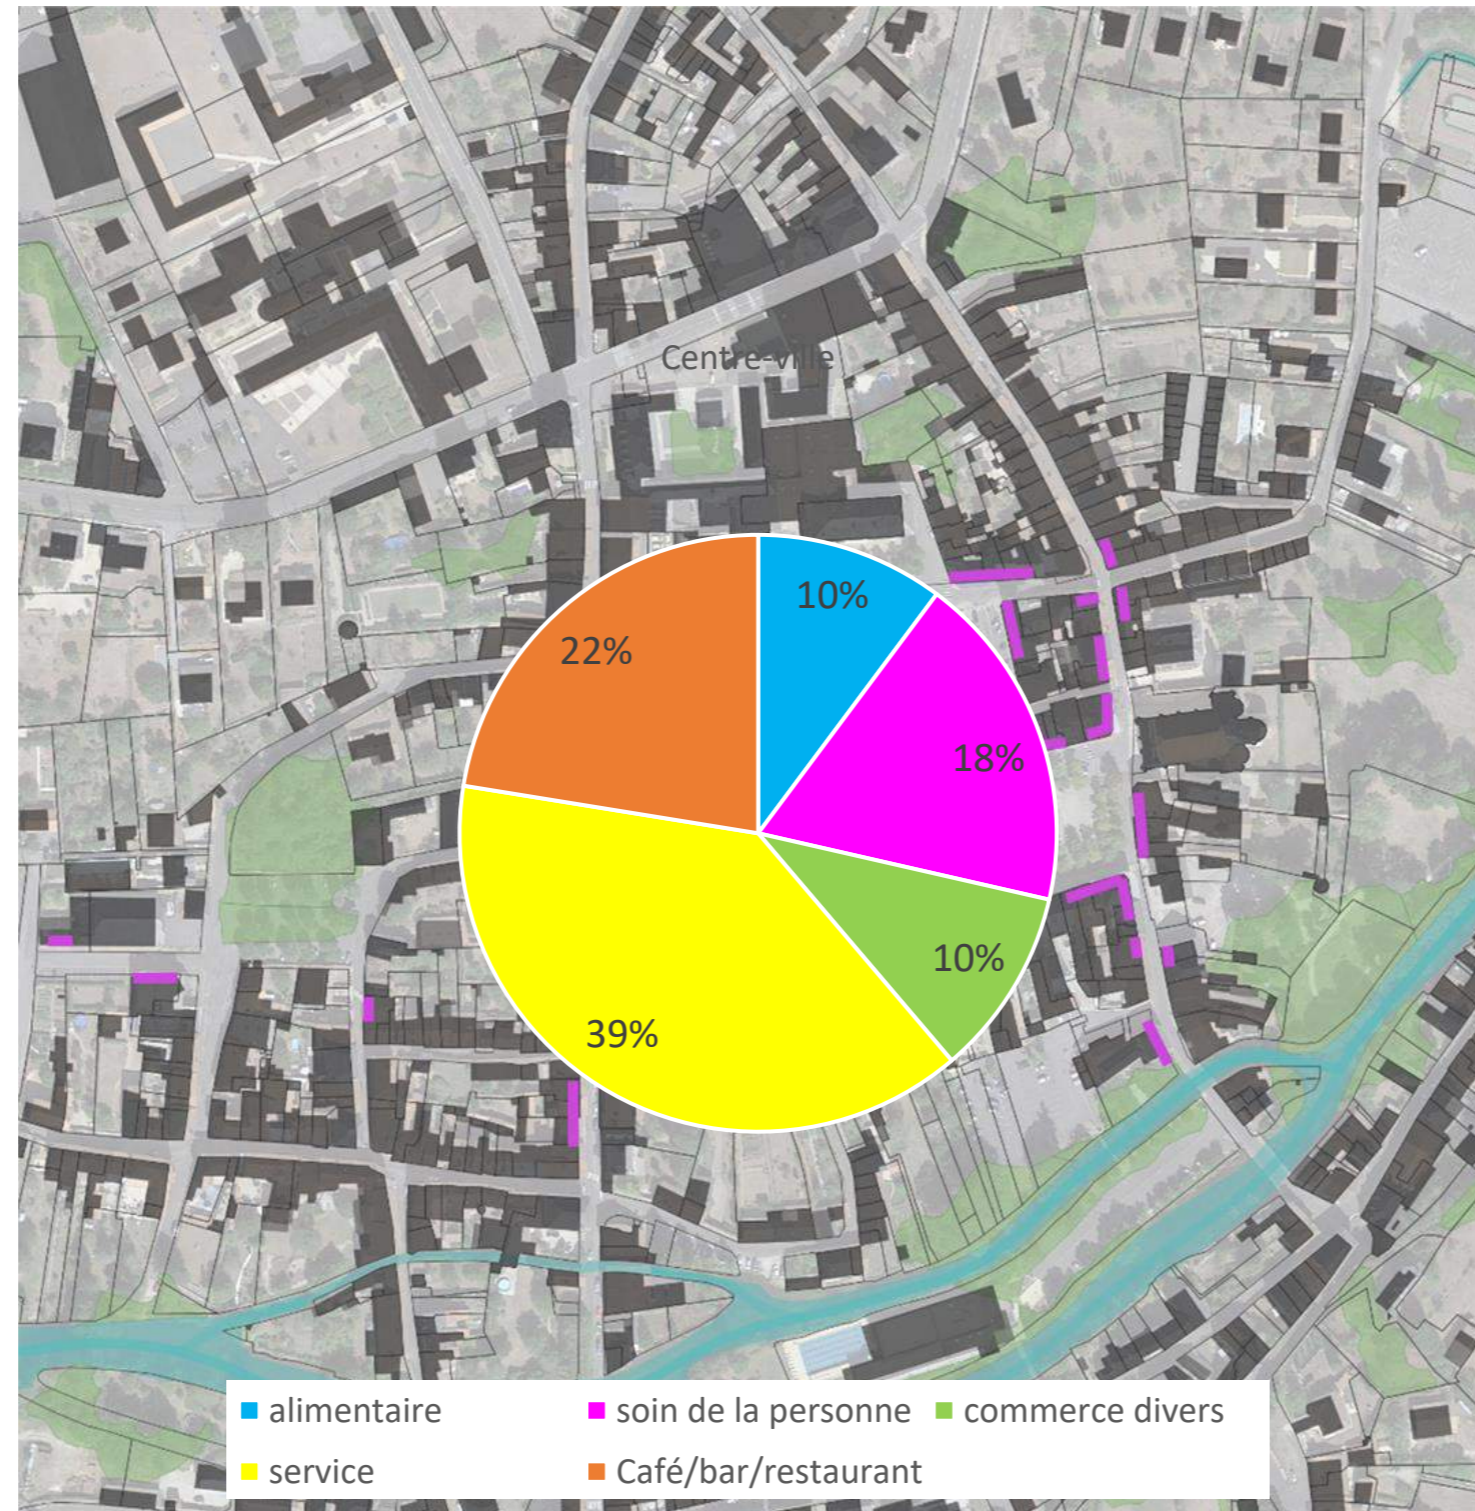 Centre-ville
10%
22%
18%
10%
39%
alimentaire
soin de la personne
commerce divers
service
Café/bar/restaurant